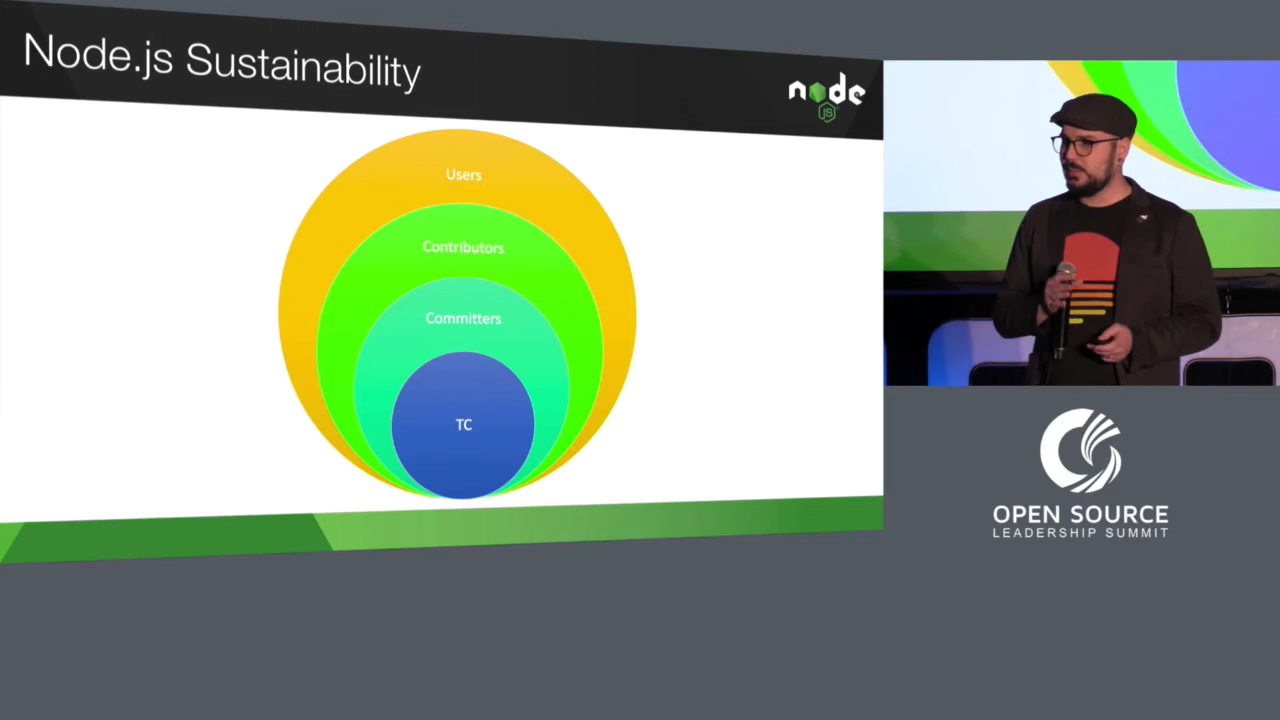 Node.js Sustainability
node
JS
Users
Contributors
Committers
TC
OPEN SOURCE
LEADERSHIP SUMMIT